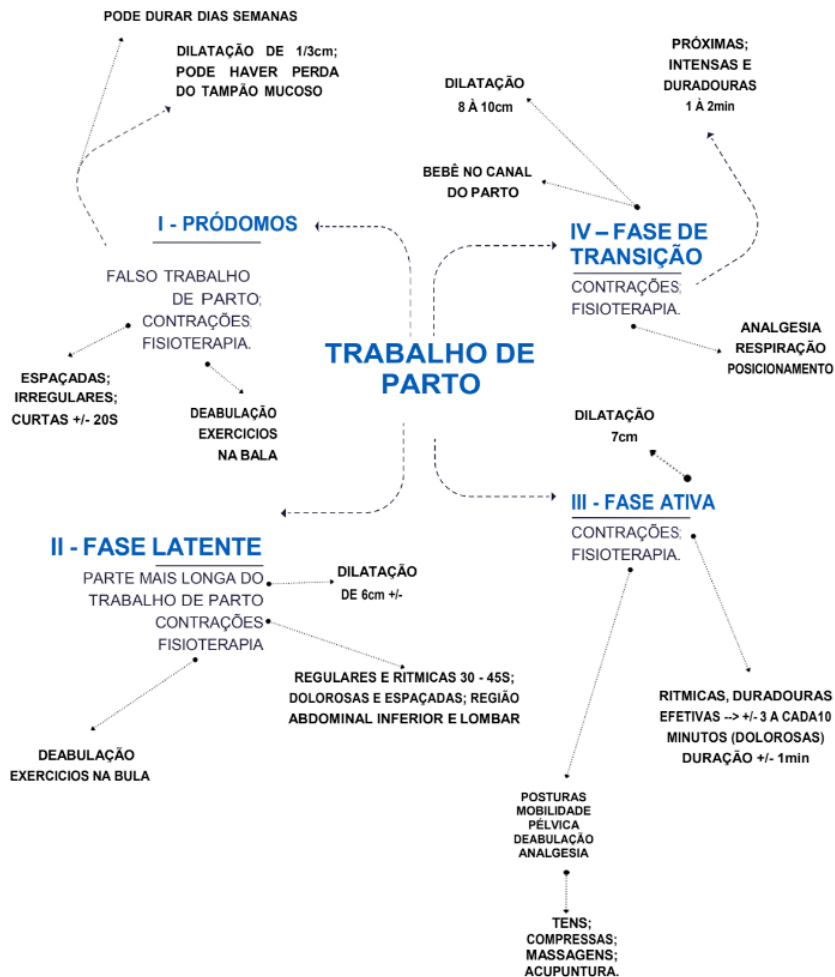 PODE DURAR DIAS SEMANAS
DILATAÇÃO DE 1/3cm;
PODE HAVER PERDA
DO TAMPÃO MUCOSO
I - PRÓDOMOS
FALSO TRABALHO
DE PARTO;
CONTRAÇÕES;
FISIOTERAPIA.
ESPAÇADAS;
IRREGULARES;
CURTAS +/- 20S
DEABULAÇÃO
EXERCICIOS
NA BALA
PRÓXIMAS;
INTENSAS E
DURADOURAS
1 À 2min
DILATAÇÃO
8 À 10cm
BEBÊ NO CANAL
DO PARTO
IV – FASE DE
TRANSIÇÃO
CONTRAÇÕES;
FISIOTERAPIA.
ANALGESIA
RESPIRAÇÃO
POSICIONAMENTO
TRABALHO DE
PARTO
II - FASE LATENTE
PARTE MAIS LONGA DO
TRABALHO DE PARTO
CONTRAÇÕES
FISIOTERAPIA
DILATAÇÃO
DE 6cm +/-
REGULARES E RITMICAS 30 - 45S;
DOLOROSAS E ESPAÇADAS; REGIÃO
ABDOMINAL INFERIOR E LOMBAR
DEABULAÇÃO
EXERCICIOS NA BULA
DILATAÇÃO
7cm
III - FASE ATIVA
CONTRAÇÕES;
FISIOTERAPIA.
RITMICAS, DURADOURAS
EFETIVAS --> +/- 3 A CADA10
MINUTOS (DOLOROSAS)
DURAÇÃO +/- 1min
POSTURAS
MOBILIDADE
PÉLVICA
DEABULAÇÃO
ANALGESIA
TENS;
COMPRESSAS;
MASSAGENS;
ACUPUNTURA.